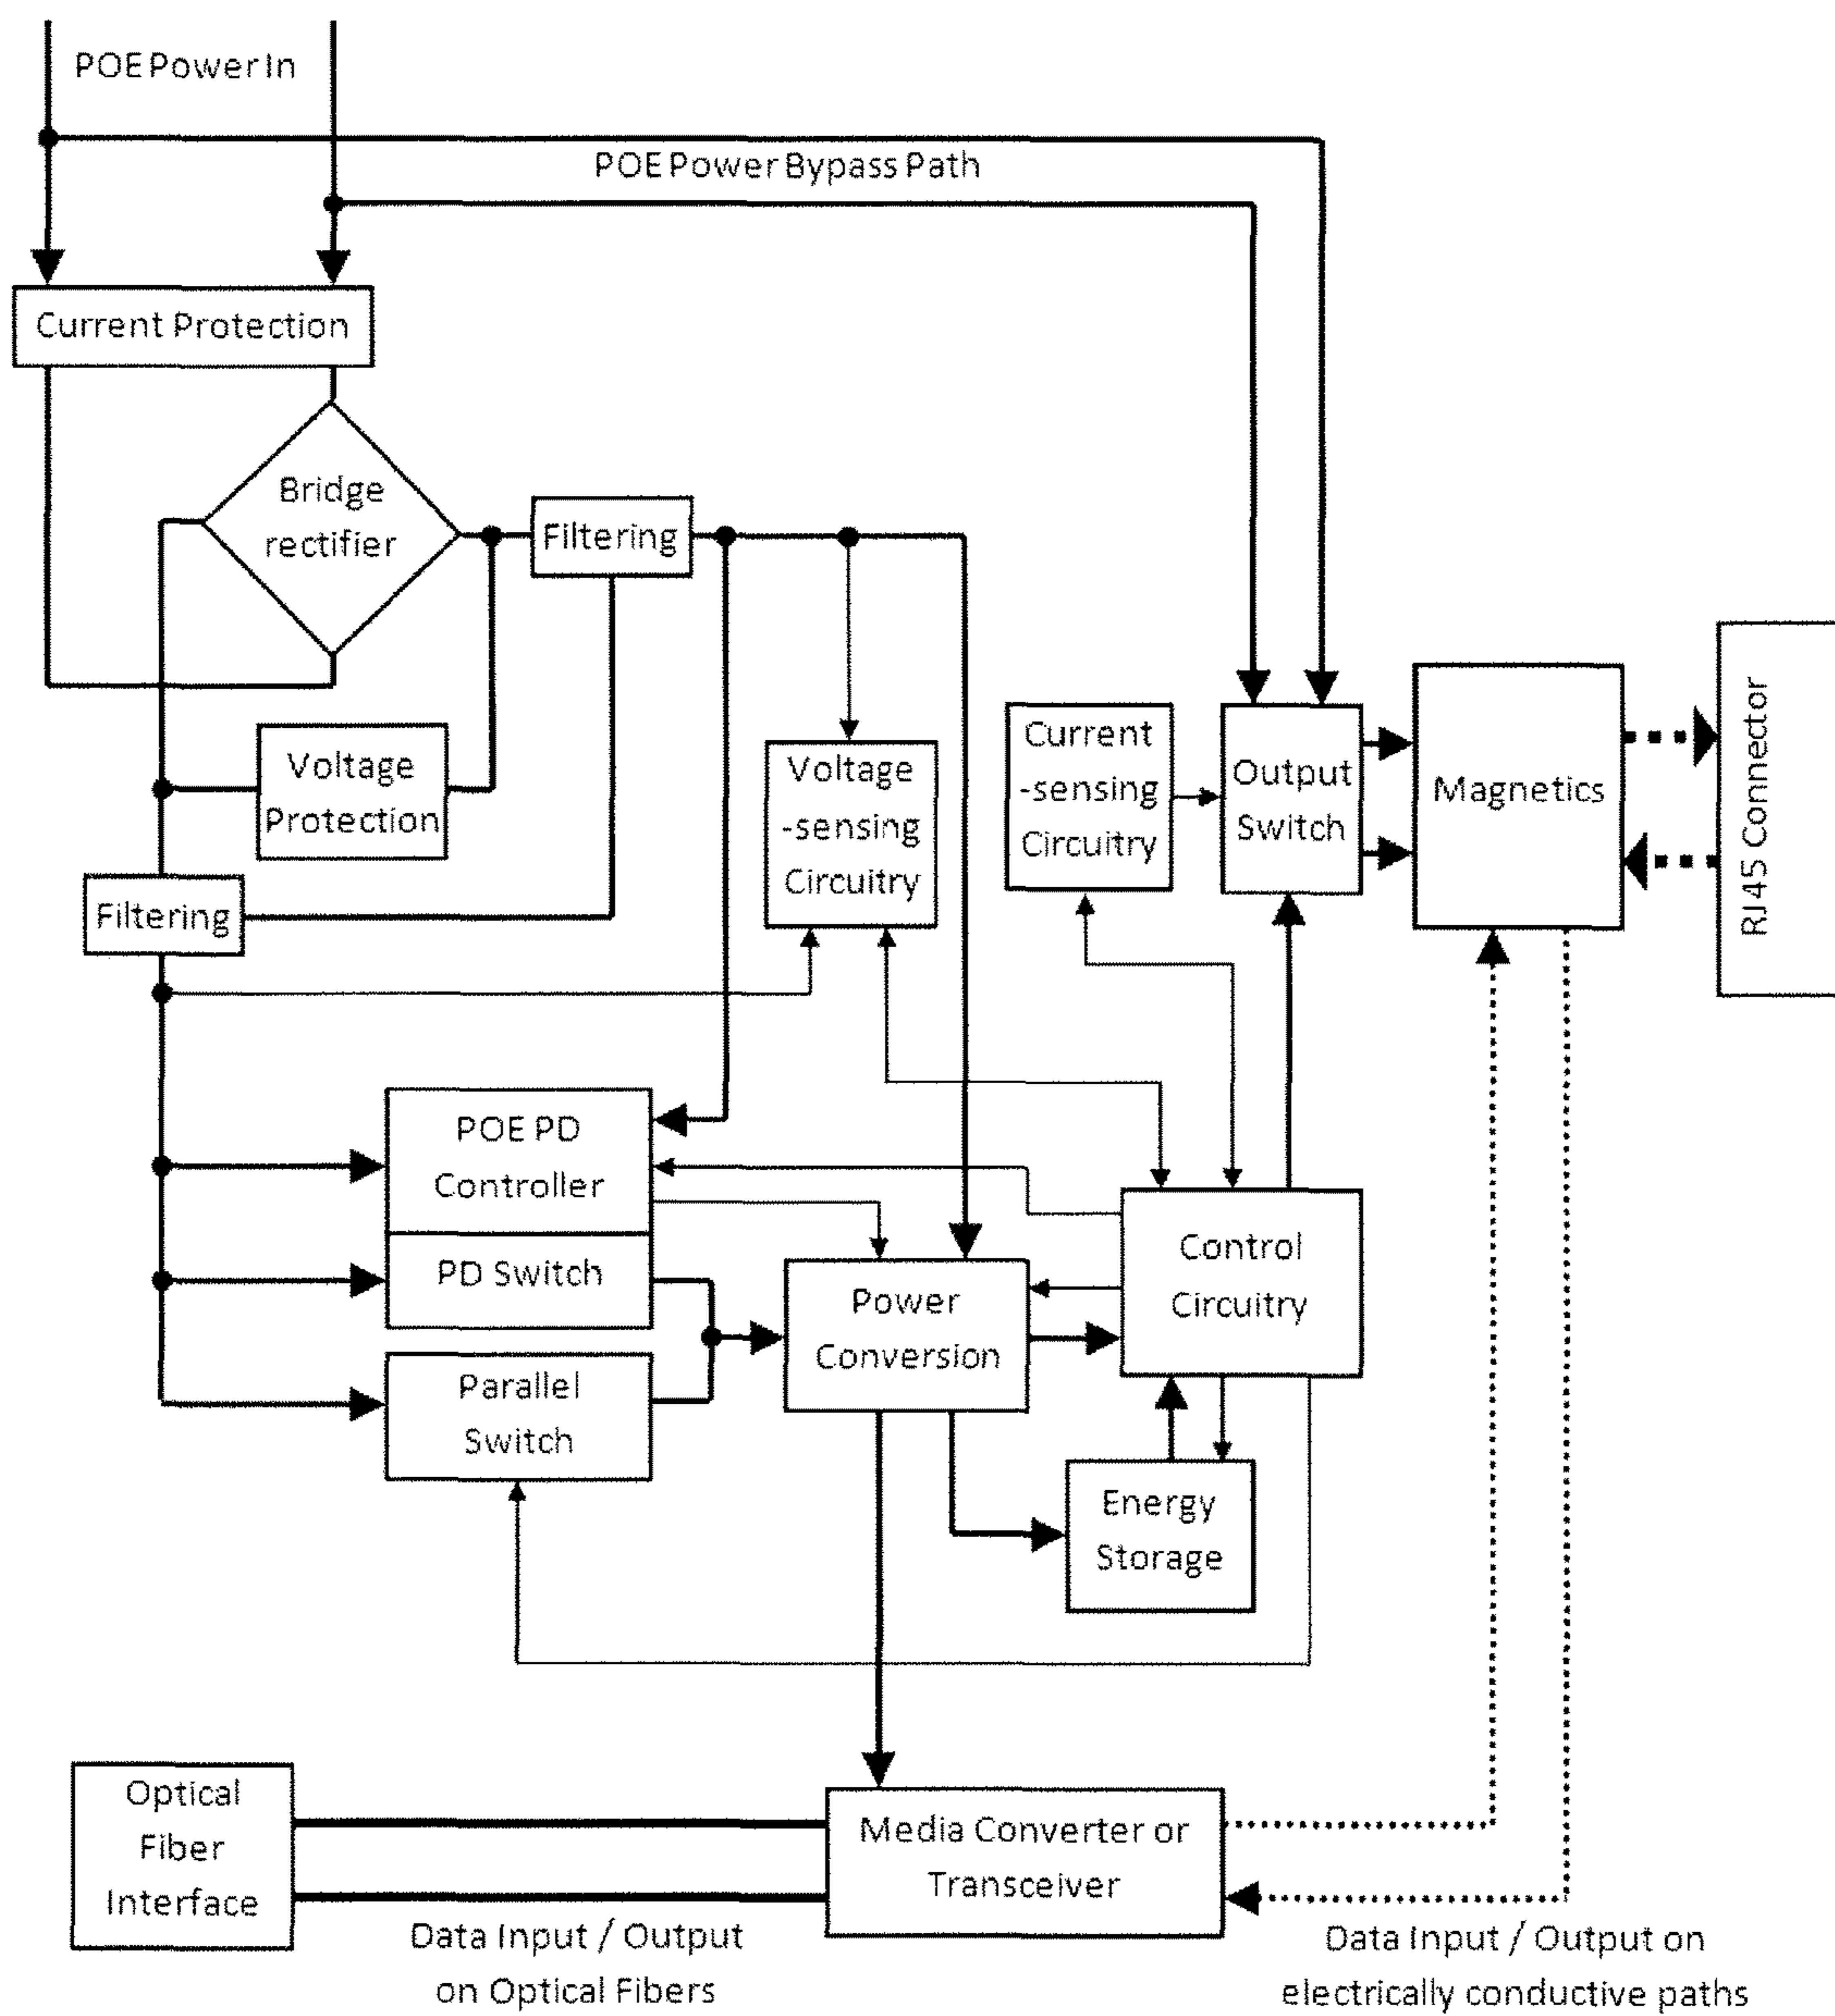 POE Power In
POE Power Bypass Path
Current Protection
Bridge
rectifier
Filtering
Voltage
Protection
Filtering
Voltage
-sensing
Circuitry
Current
-sensing
Circuitry
Output
Switch
Magnetics
RJ45 Connector
POE PD
Controller
PD Switch
Parallel
Switch
Power
Conversion
Control
Circuitry
Energy
Storage
Optical
Fiber
Interface
Media Converter or
Transceiver
Data Input / Output
on Optical Fibers
Data Input / Output on
electrically conductive paths